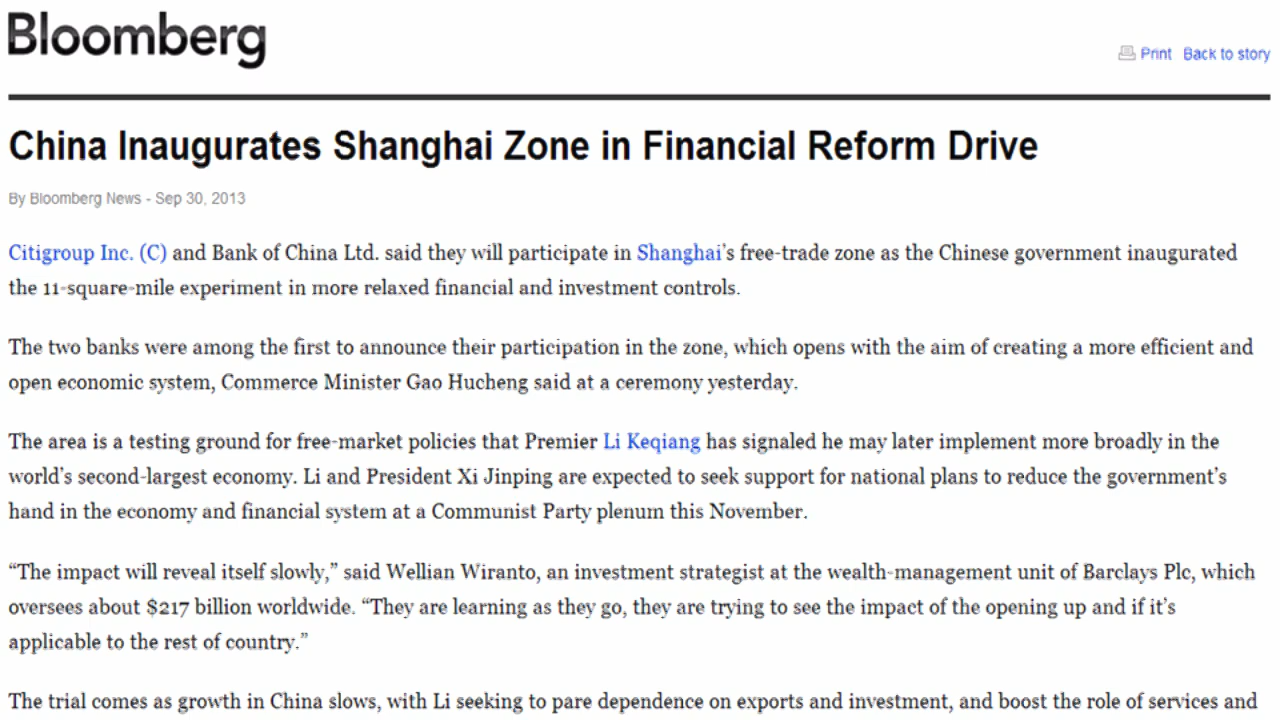 Bloomberg
Print Back to story
China Inaugurates Shanghai Zone in Financial Reform Drive
By Bloomberg News - Sep 30, 2013
Citigroup Inc. (C) and Bank of China Ltd. said they will participate in Shanghai's free-trade zone as the Chinese government inaugurated
the 11-square-mile experiment in more relaxed financial and investment controls.
The two banks were among the first to announce their participation in the zone, which opens with the aim of creating a more efficient and
open economic system, Commerce Minister Gao Hucheng said at a ceremony yesterday.
The area is a testing ground for free-market policies that Premier Li Keqiang has signaled he may later implement more broadly in the
world's second-largest economy. Li and President Xi Jinping are expected to seek support for national plans to reduce the government's
hand in the economy and financial system at a Communist Party plenum this November.
“The impact will reveal itself slowly,” said Wellian Wiranto, an investment strategist at the wealth-management unit of Barclays Plc, which
oversees about $217 billion worldwide. “They are learning as they go, they are trying to see the impact of the opening up and if it's
applicable to the rest of country.”
The trial comes as growth in China slows, with Li seeking to pare dependence on exports and investment, and boost the role of services and